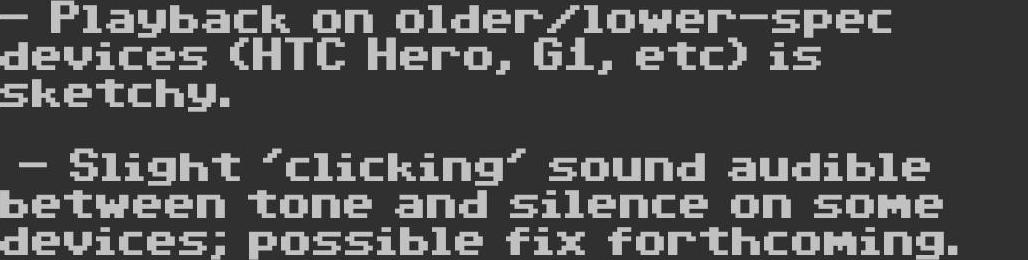 - Playback on older/lower-spec
devices (HTC Hero, G1, etc) is
sketchy.
- Slight 'clicking' sound audible
between tone and silence on some
devices; possible fix forthcoming.